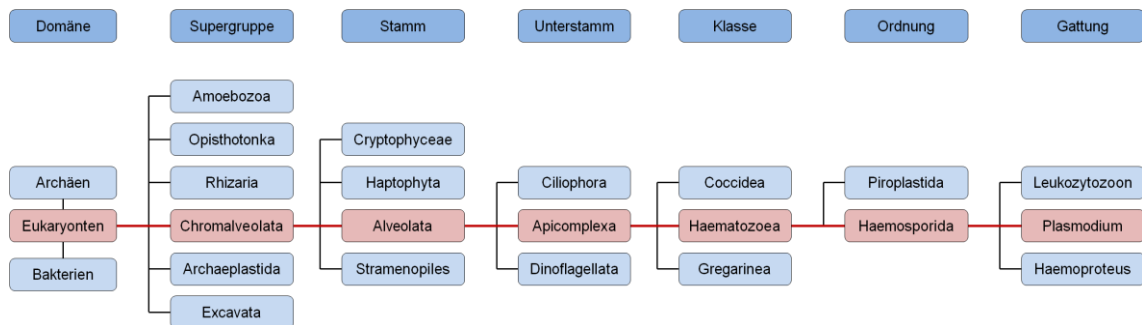 Domäne Supergruppe Stamm Unterstamm Klasse Ordnung Gattung
Amoebozoa
Opisthotonka Cryptophyceae
Archäen Rhizaria Haptophyta Ciliophora Coccidea Piroplastida Leukozytozoon
Eukaryonten Chromalveolata Alveolata Apicomplexa Haematozoea Haemosporida Plasmodium
Bakterien Archaeplastida Stramenopiles Dinoflagellata Gregarinea Haemoproteus
Excavata